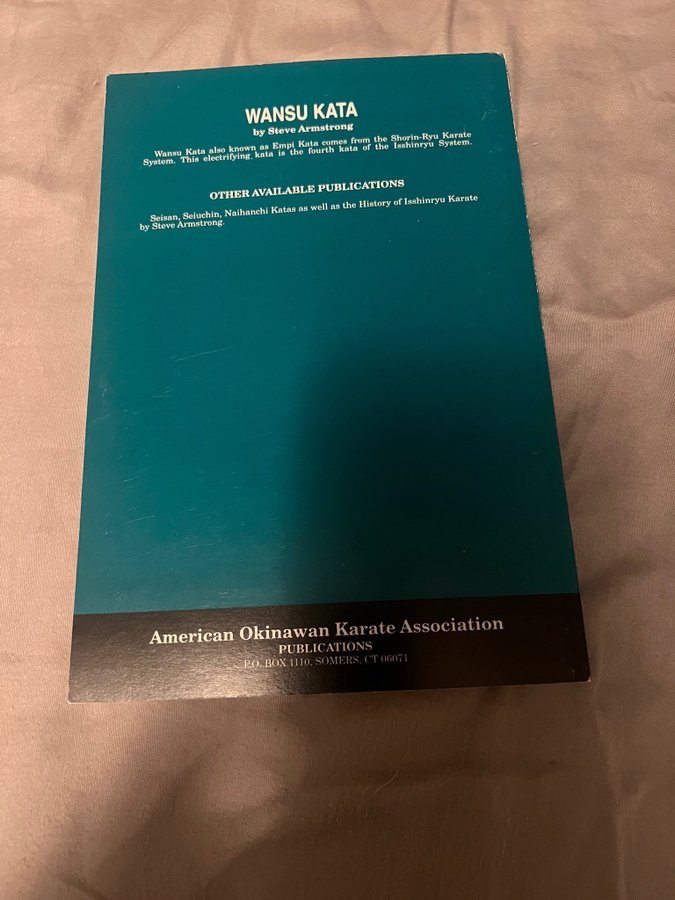 WANSU KATA
by Steve Armstrong
Wansu Kata also known as Empi Kata comes from the Shorin-Ryu Karate
System. This electrifying kata is the fourth kata of the Isshinryu System.
OTHER AVAILABLE PUBLICATIONS
Seisan, Seiuchin, Naihanchi Katas as well as the History of Isshinryu Karate
by Steve Armstrong.
American Okinawan Karate Association
PUBLICATIONS
P.O. BOX 1110, SOMERS, CT 06071